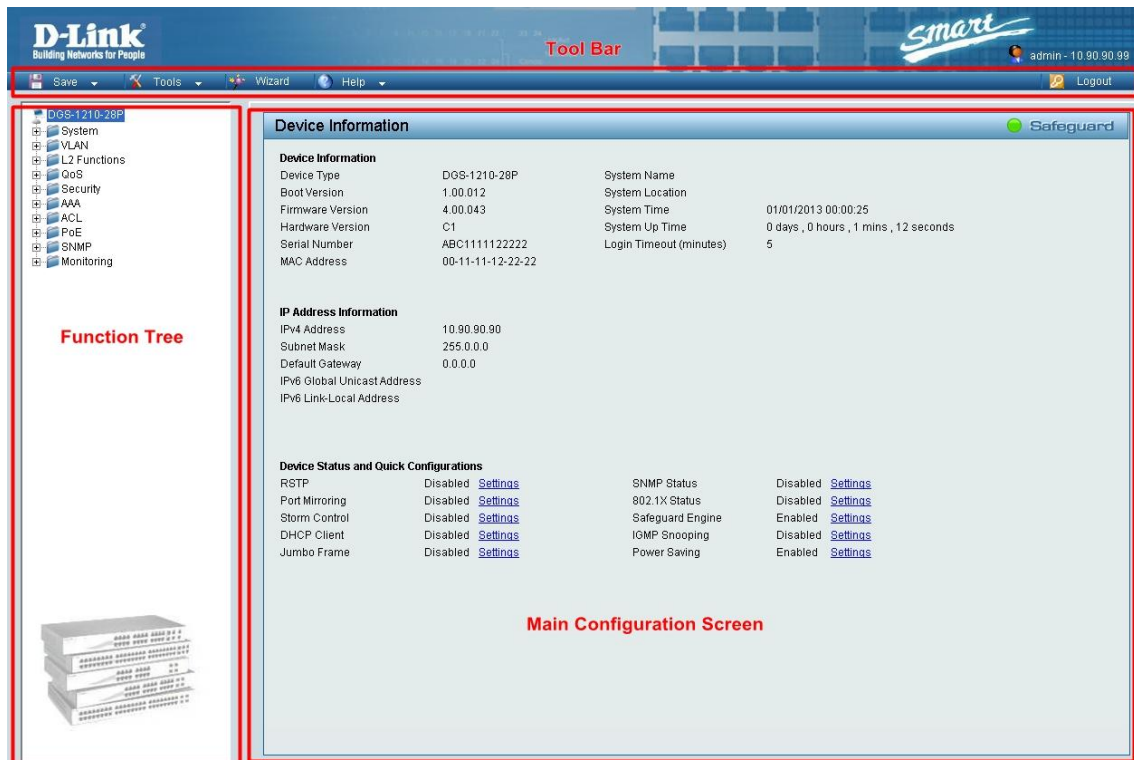 D-Link®
Building Networks for People
Tool Bar
smart
admin - 10.90.90.99
Save
Tools
Wizard
Help
Logout
DGS-1210-28P
System
VLAN
L2 Functions
QoS
Security
AAA
ACL
PoE
SNMP
Monitoring
Function Tree
Device Information
Safeguard
Device Information
Device Type DGS-1210-28P System Name
Boot Version 1.00.012 System Location
Firmware Version 4.00.043 System Time 01/01/2013 00:00:25
Hardware Version C1 System Up Time 0 days , 0 hours , 1 mins , 12 seconds
Serial Number ABC1111122222 Login Timeout (minutes) 5
MAC Address 00-11-11-12-22-22
IP Address Information
IPv4 Address 10.90.90.90
Subnet Mask 255.0.0.0
Default Gateway 0.0.0.0
IPv6 Global Unicast Address
IPv6 Link-Local Address
Device Status and Quick Configurations
RSTP Disabled Settings SNMP Status Disabled Settings
Port Mirroring Disabled Settings 802.1X Status Disabled Settings
Storm Control Disabled Settings Safeguard Engine Enabled Settings
DHCP Client Disabled Settings IGMP Snooping Disabled Settings
Jumbo Frame Disabled Settings Power Saving Enabled Settings
Main Configuration Screen